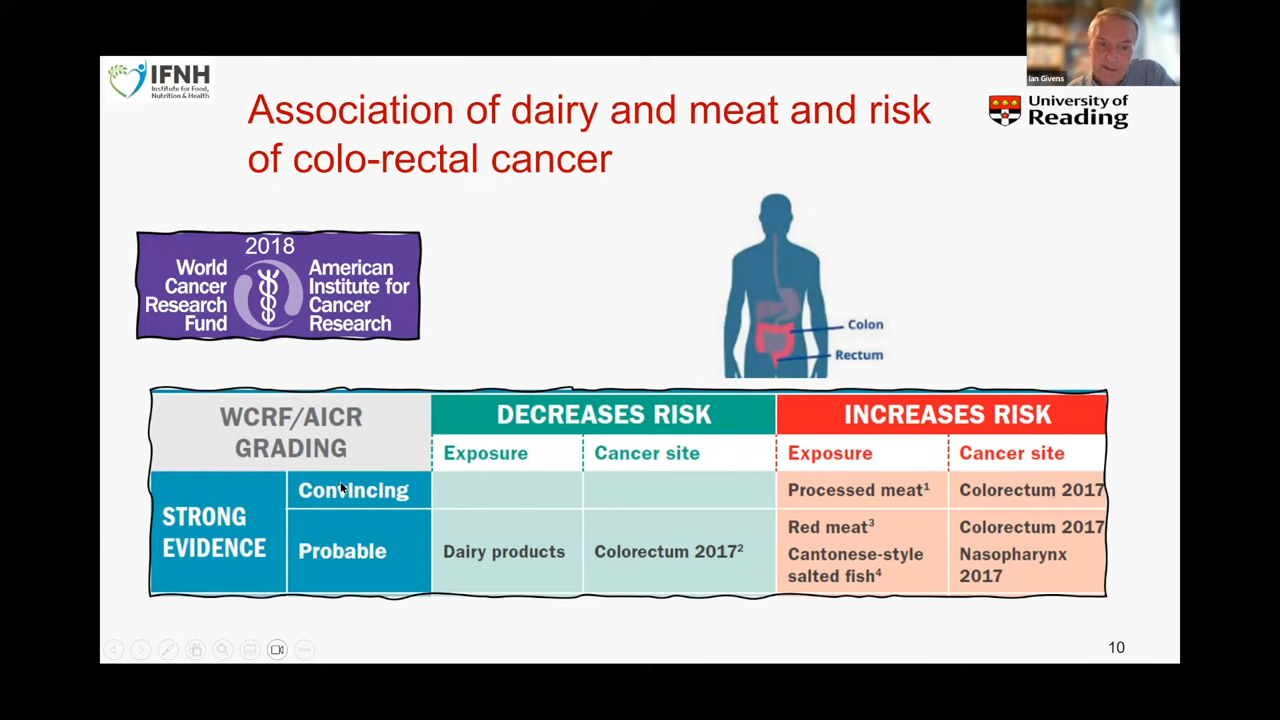 IFNH
Institute for Food,
Nutrition & Health
Ian Givens
University of
Reading
Association of dairy and meat and risk
of colo-rectal cancer
2018
World
Cancer
Research
Fund
American
Institute for
Cancer
Research
Colon
Rectum
WCRF/AICR
GRADING
DECREASES RISK
INCREASES RISK
Exposure
Cancer site
Exposure
Cancer site
STRONG
EVIDENCE
Convincing
Processed meat¹
Colorectum 2017
Probable
Dairy products
Colorectum 2017²
Red meat³
Colorectum 2017
Cantonese-style
salted fish⁴
Nasopharynx
2017
10